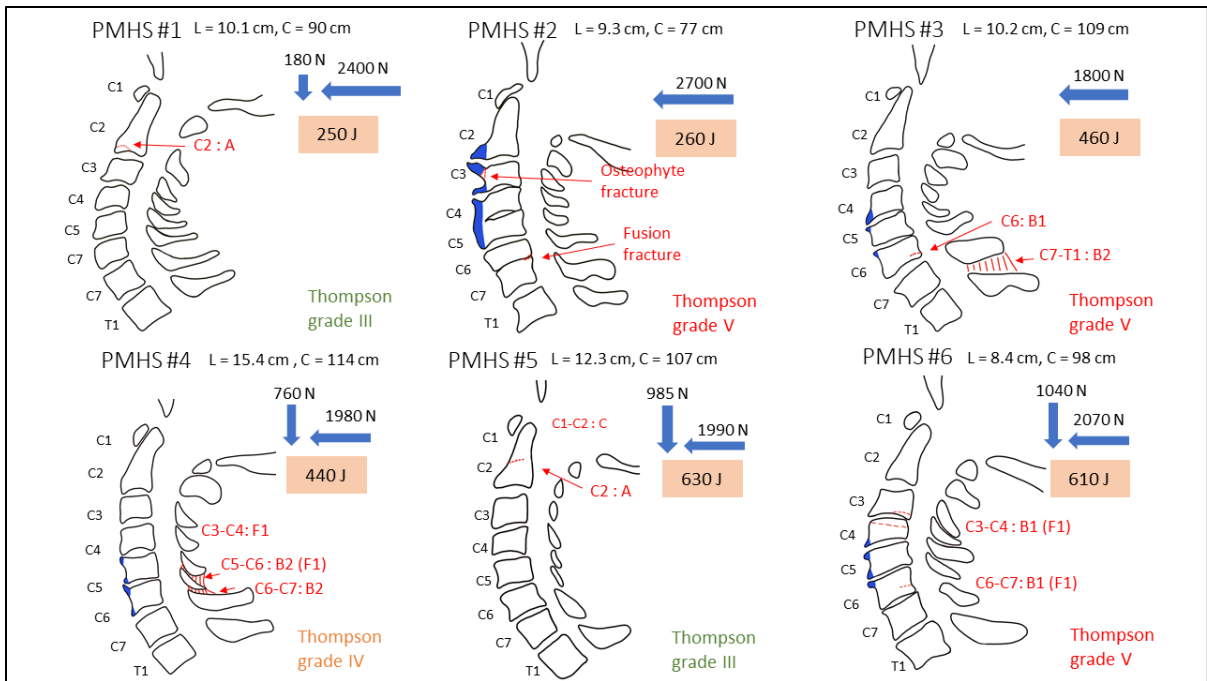 PMHS #1 L = 10.1 cm, C = 90 cm
180 N
2400 N
250 J
C1
C2
C2 : A
C3
C4
C5
C7
C7
T1
Thompson
grade III
PMHS #2 L = 9.3 cm, C = 77 cm
2700 N
260 J
C1
C2
C3
Osteophyte
fracture
C4
C5
Fusion
fracture
C6
C7
T1
Thompson
grade V
PMHS #3 L = 10.2 cm, C = 109 cm
1800 N
460 J
C1
C2
C3
C4
C5
C6: B1
C7-T1 : B2
C6
C7
T1
Thompson
grade V
PMHS #4 L = 15.4 cm , C = 114 cm
760 N
1980 N
440 J
C1
C2
C3
C3-C4: F1
C4
C5-C6 : B2 (F1)
C5
C6-C7: B2
C6
C7
T1
Thompson
grade IV
PMHS #5 L = 12.3 cm, C = 107 cm
985 N
1990 N
630 J
C1
C1-C2 : C
C2
C2 : A
C3
C4
C5
C6
C7
T1
Thompson
grade III
PMHS #6 L = 8.4 cm, C = 98 cm
1040 N
2070 N
610 J
C1
C2
C3
C3-C4: B1 (F1)
C4
C5
C6-C7: B1 (F1)
C6
C7
T1
Thompson
grade V